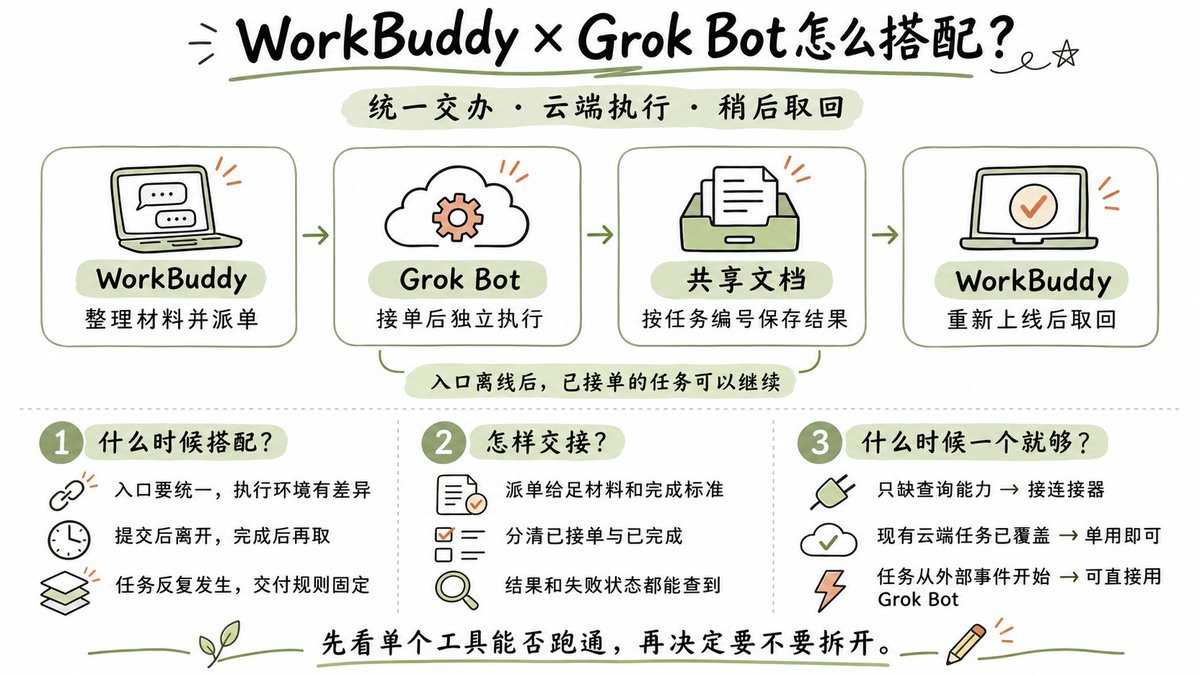 WorkBuddy × Grok Bot 怎么搭配？
统一交办 · 云端执行 · 稍后取回
WorkBuddy
整理材料并派单
Grok Bot
接单后独立执行
共享文档
按任务编号保存结果
WorkBuddy
重新上线后取回
入口离线后，已接单的任务可以继续
1 什么时候搭配？
入口要统一，执行环境有差异
提交后离开，完成后再取
任务反复发生，交付规则固定
2 怎样交接？
派单给足材料和完成标准
分清已接单与已完成
结果和失败状态都能查到
3 什么时候一个就够？
只缺查询能力 → 接连接器
现有云端任务已覆盖 → 单用即可
任务从外部事件开始 → 可直接用
Grok Bot
先看单个工具能否跑通，再决定要不要拆开。